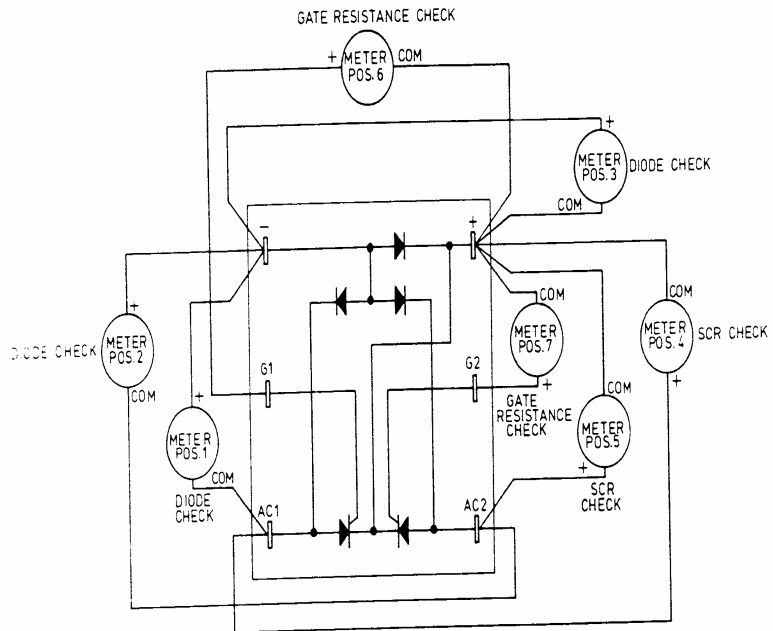 GATE RESISTANCE CHECK
+
METER
POS.6
COM
+
METER
POS.3
COM
DIODE CHECK
-
+
+
METER
POS.2
COM
DIODE CHECK
COM
METER
POS.7
+
GATE
RESISTANCE
CHECK
COM
METER
POS.4
+
SCR CHECK
G1
G2
+
METER
POS.1
COM
DIODE
CHECK
COM
METER
POS.5
+
SCR
CHECK
AC1
AC2